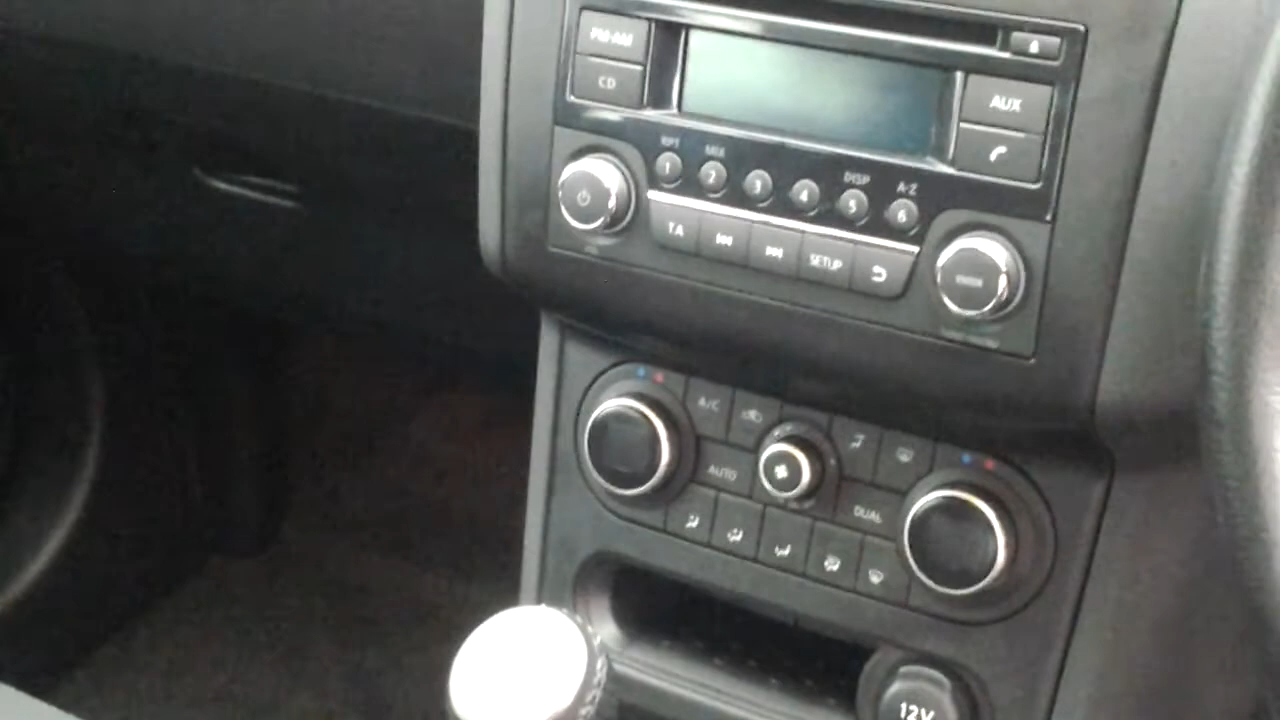 FM·AM
CD
AUX
RPT
MIX
DISP
A-Z
1
2
3
4
5
6
TA
SETUP
A/C
AUTO
DUAL
12V